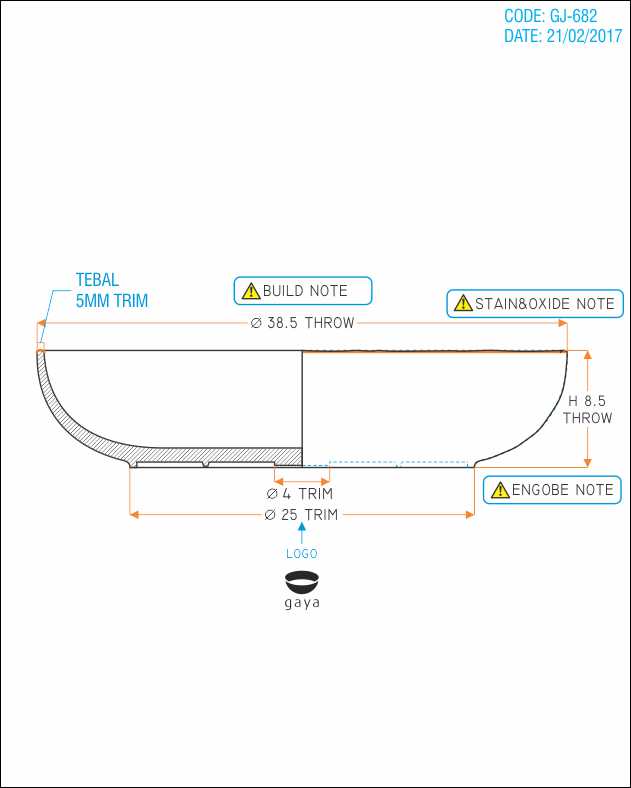 CODE: GJ-682
DATE: 21/02/2017
TEBAL
5MM TRIM
BUILD NOTE
STAIN&OXIDE NOTE
Ø 38.5 THROW
H 8.5
THROW
ENGOBE NOTE
Ø 4 TRIM
Ø 25 TRIM
LOGO
gaya